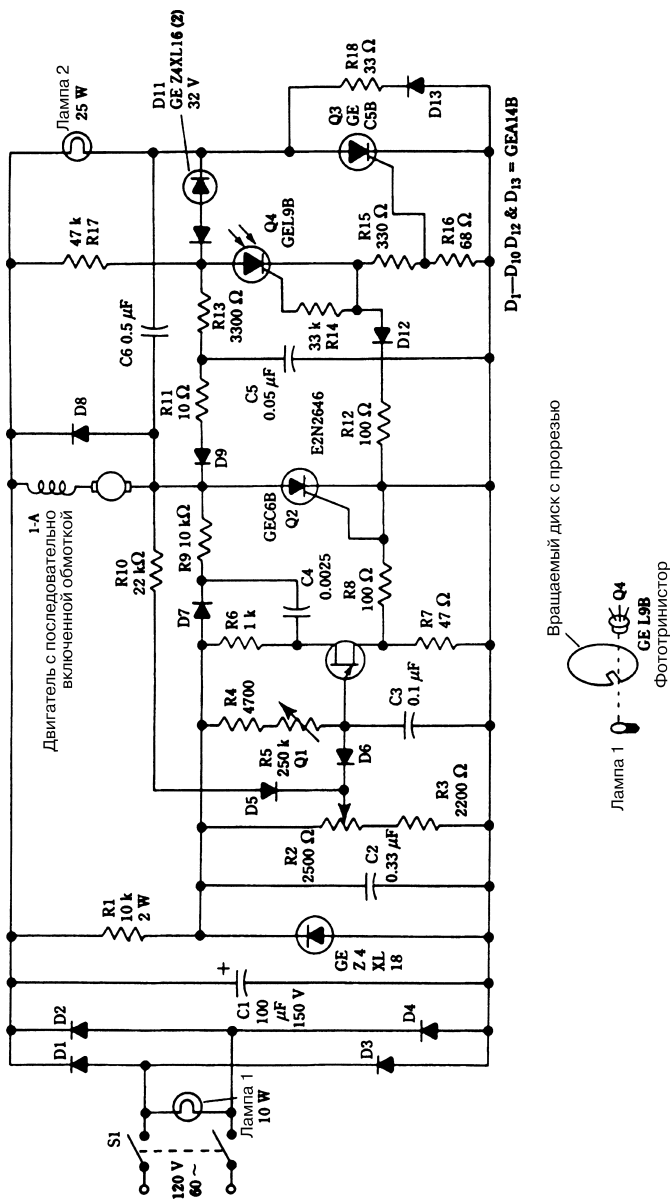 S1
120 V
60 ~
Лампа 1
10 W
D1
D2
D3
D4
C1
100
μF
150 V
+
R1
10 k
2 W
GE
Z 4
XL
18
C2
0.33 μF
R2
2500 Ω
R3
2200 Ω
D5
D6
R4
4700
R5
250 k
Q1
C3
0.1 μF
R6
1 k
R7
47 Ω
D7
C4
0.0025
R8
100 Ω
R9 10 kΩ
R10
22 kΩ
Двигатель с последовательно
включенной обмоткой
1-A
D8
D9
GEC6B
Q2
E2N2646
R11
10 Ω
R12
100 Ω
C5
0.05 μF
C6 0.5 μF
R13
3300 Ω
33 k
R14
D12
47 k
R17
Q4
GEL9B
R15
330 Ω
R16
68 Ω
D11
GE Z4XL16 (2)
32 V
Лампа 2
25 W
Q3
GE
C5B
R18
33 Ω
D13
D1—D10 D12 & D13 = GEA14B
Вращаемый диск с прорезью
Лампа 1
Q4
GE L9B
Фототринистор